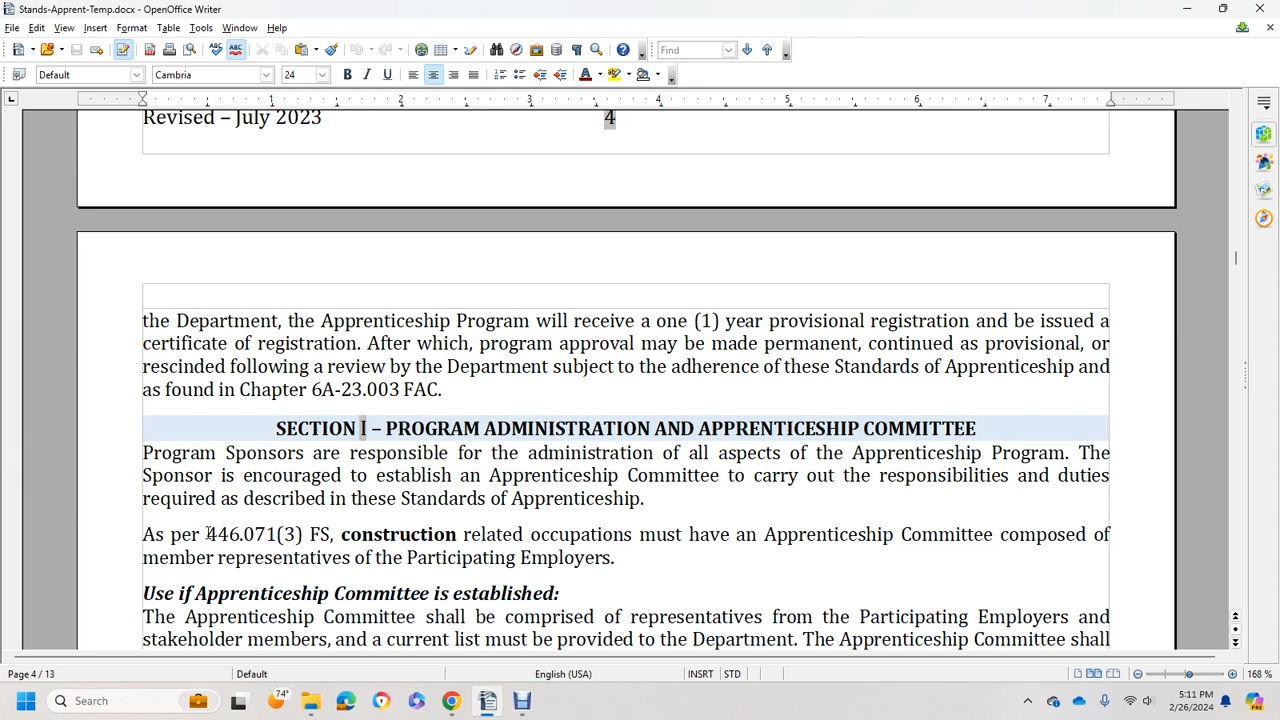 Stands-Apprent-Temp.docx - OpenOffice Writer
File Edit View Insert Format Table Tools Window Help
Find
Default Cambria 24
1 2 3 4 5 6 7
Revised – July 2023 4
the Department, the Apprenticeship Program will receive a one (1) year provisional registration and be issued a
certificate of registration. After which, program approval may be made permanent, continued as provisional, or
rescinded following a review by the Department subject to the adherence of these Standards of Apprenticeship and
as found in Chapter 6A-23.003 FAC.
SECTION I – PROGRAM ADMINISTRATION AND APPRENTICESHIP COMMITTEE
Program Sponsors are responsible for the administration of all aspects of the Apprenticeship Program. The
Sponsor is encouraged to establish an Apprenticeship Committee to carry out the responsibilities and duties
required as described in these Standards of Apprenticeship.
As per 446.071(3) FS, construction related occupations must have an Apprenticeship Committee composed of
member representatives of the Participating Employers.
Use if Apprenticeship Committee is established:
The Apprenticeship Committee shall be comprised of representatives from the Participating Employers and
stakeholder members, and a current list must be provided to the Department. The Apprenticeship Committee shall
Page 4 / 13 Default English (USA) INSRT STD 168 %
Search 74° 5:11 PM
2/26/2024